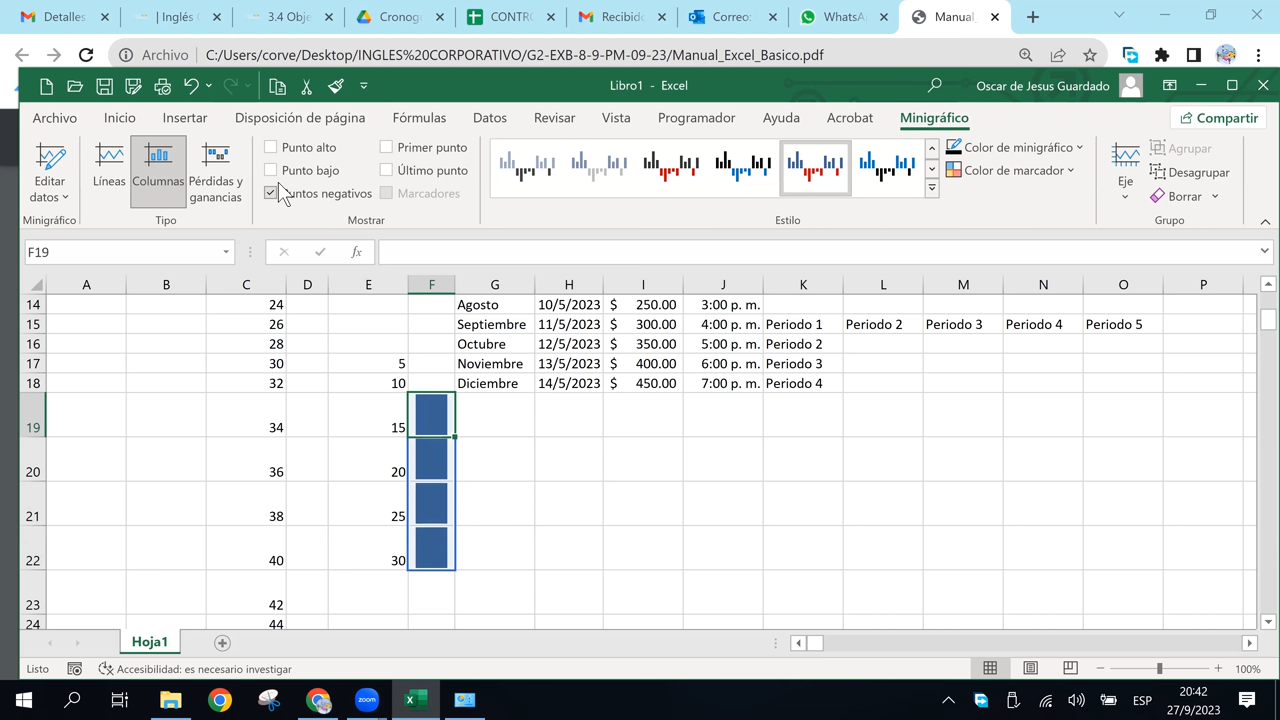 Detalles
Inglés C
3.4 Obje
Cronogr
CONTRO
Recibido
Correo:
WhatsA
Manual_
Archivo
C:/Users/corve/Desktop/INGLES%20CORPORATIVO/G2-EXB-8-9-PM-09-23/Manual_Excel_Basico.pdf
Libro1 - Excel
Oscar de Jesus Guardado
Archivo Inicio Insertar Disposición de página Fórmulas Datos Revisar Vista Programador Ayuda Acrobat Minigráfico
Compartir
Editar datos
Líneas
Columnas
Pérdidas y ganancias
Punto alto
Primer punto
Punto bajo
Último punto
Puntos negativos
Marcadores
Color de minigráfico
Color de marcador
Eje
Agrupar
Desagrupar
Borrar
Minigráfico Tipo Mostrar Estilo Grupo
F19
fx
A B C D E F G H I J K L M N O P
14 24 Agosto 10/5/2023 $ 250.00 3:00 p. m.
15 26 Septiembre 11/5/2023 $ 300.00 4:00 p. m. Periodo 1 Periodo 2 Periodo 3 Periodo 4 Periodo 5
16 28 Octubre 12/5/2023 $ 350.00 5:00 p. m. Periodo 2
17 30 5 Noviembre 13/5/2023 $ 400.00 6:00 p. m. Periodo 3
18 32 10 Diciembre 14/5/2023 $ 450.00 7:00 p. m. Periodo 4
19 34 15
20 36 20
21 38 25
22 40 30
23 42
24 44
Hoja1
Listo
Accesibilidad: es necesario investigar
100%
zoom
ESP
20:42
27/9/2023